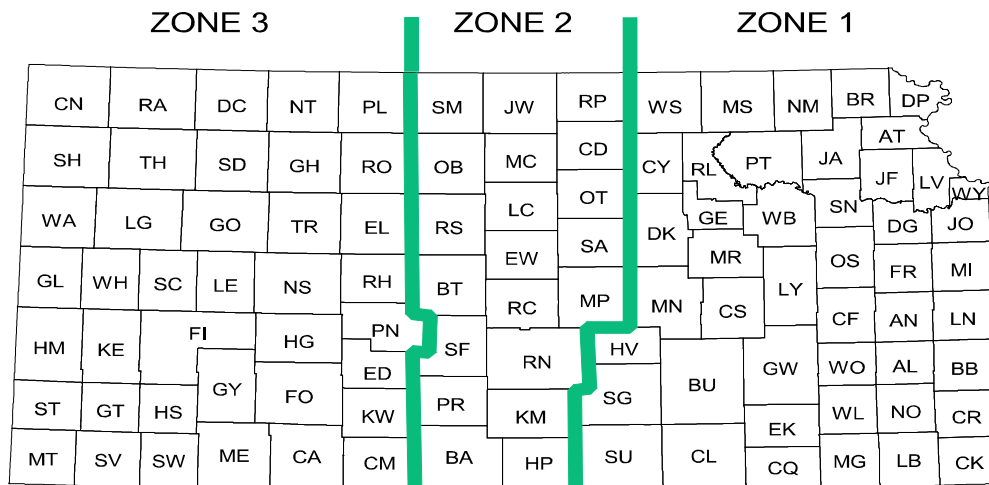 ZONE 3 ZONE 2 ZONE 1
CN RA DC NT PL SM JW RP WS MS NM BR DP
SH TH SD GH RO OB MC CD CY RL PT JA AT
JF LV WY
WA LG GO TR EL RS LC OT DK GE WB SN DG JO
GL WH SC LE NS RH BT EW SA MR LY OS FR MI
RC MP MN CS CF AN LN
HM KE FI HG PN SF RN HV GW WO AL BB
GY FO ED PR KM SG BU
ST GT HS KW EK WL NO CR
MT SV SW ME CA CM BA HP SU CL CQ MG LB CK